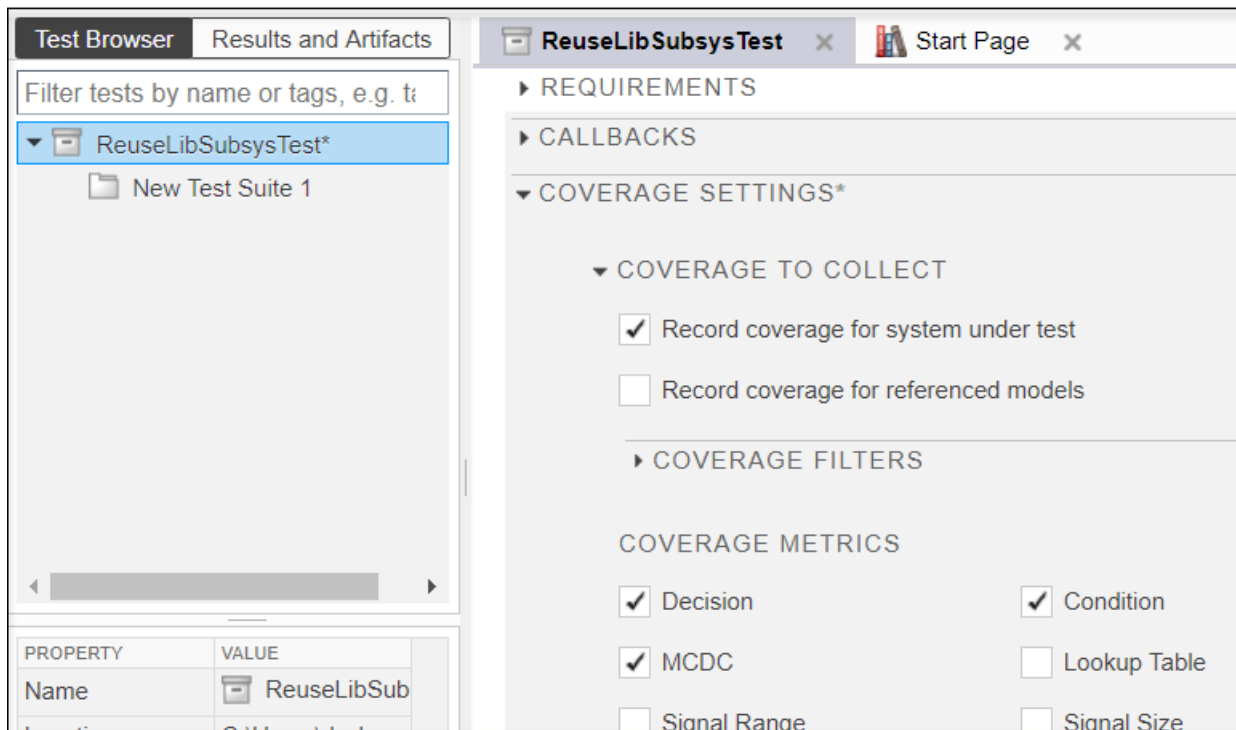 Test Browser Results and Artifacts
Filter tests by name or tags, e.g.
ReuseLibSubsysTest*
New Test Suite 1
PROPERTY VALUE
Name ReuseLibSub
ReuseLibSubsysTest Start Page
REQUIREMENTS
CALLBACKS
COVERAGE SETTINGS*
COVERAGE TO COLLECT
Record coverage for system under test
Record coverage for referenced models
COVERAGE FILTERS
COVERAGE METRICS
Decision Condition
MCDC Lookup Table
Signal Range Signal Size